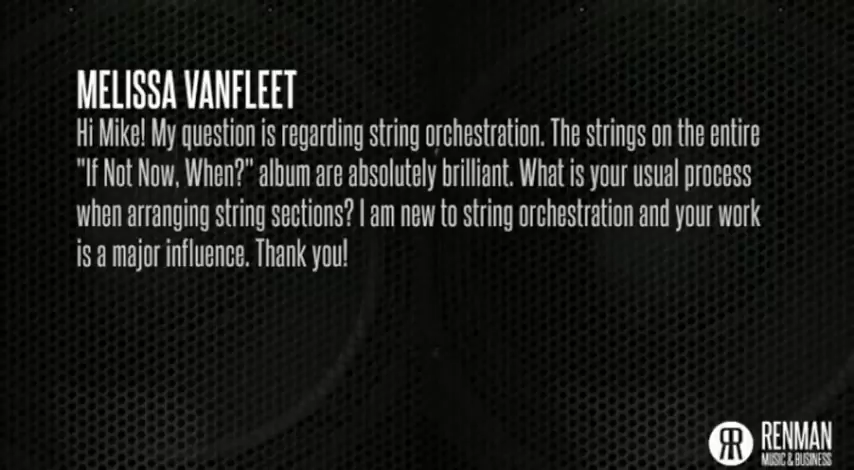 MELISSA VANFLEET
Hi Mike! My question is regarding string orchestration. The strings on the entire
"If Not Now, When?" album are absolutely brilliant. What is your usual process
when arranging string sections? I am new to string orchestration and your work
is a major influence. Thank you!
RR
RENMAN
MUSIC & BUSINESS